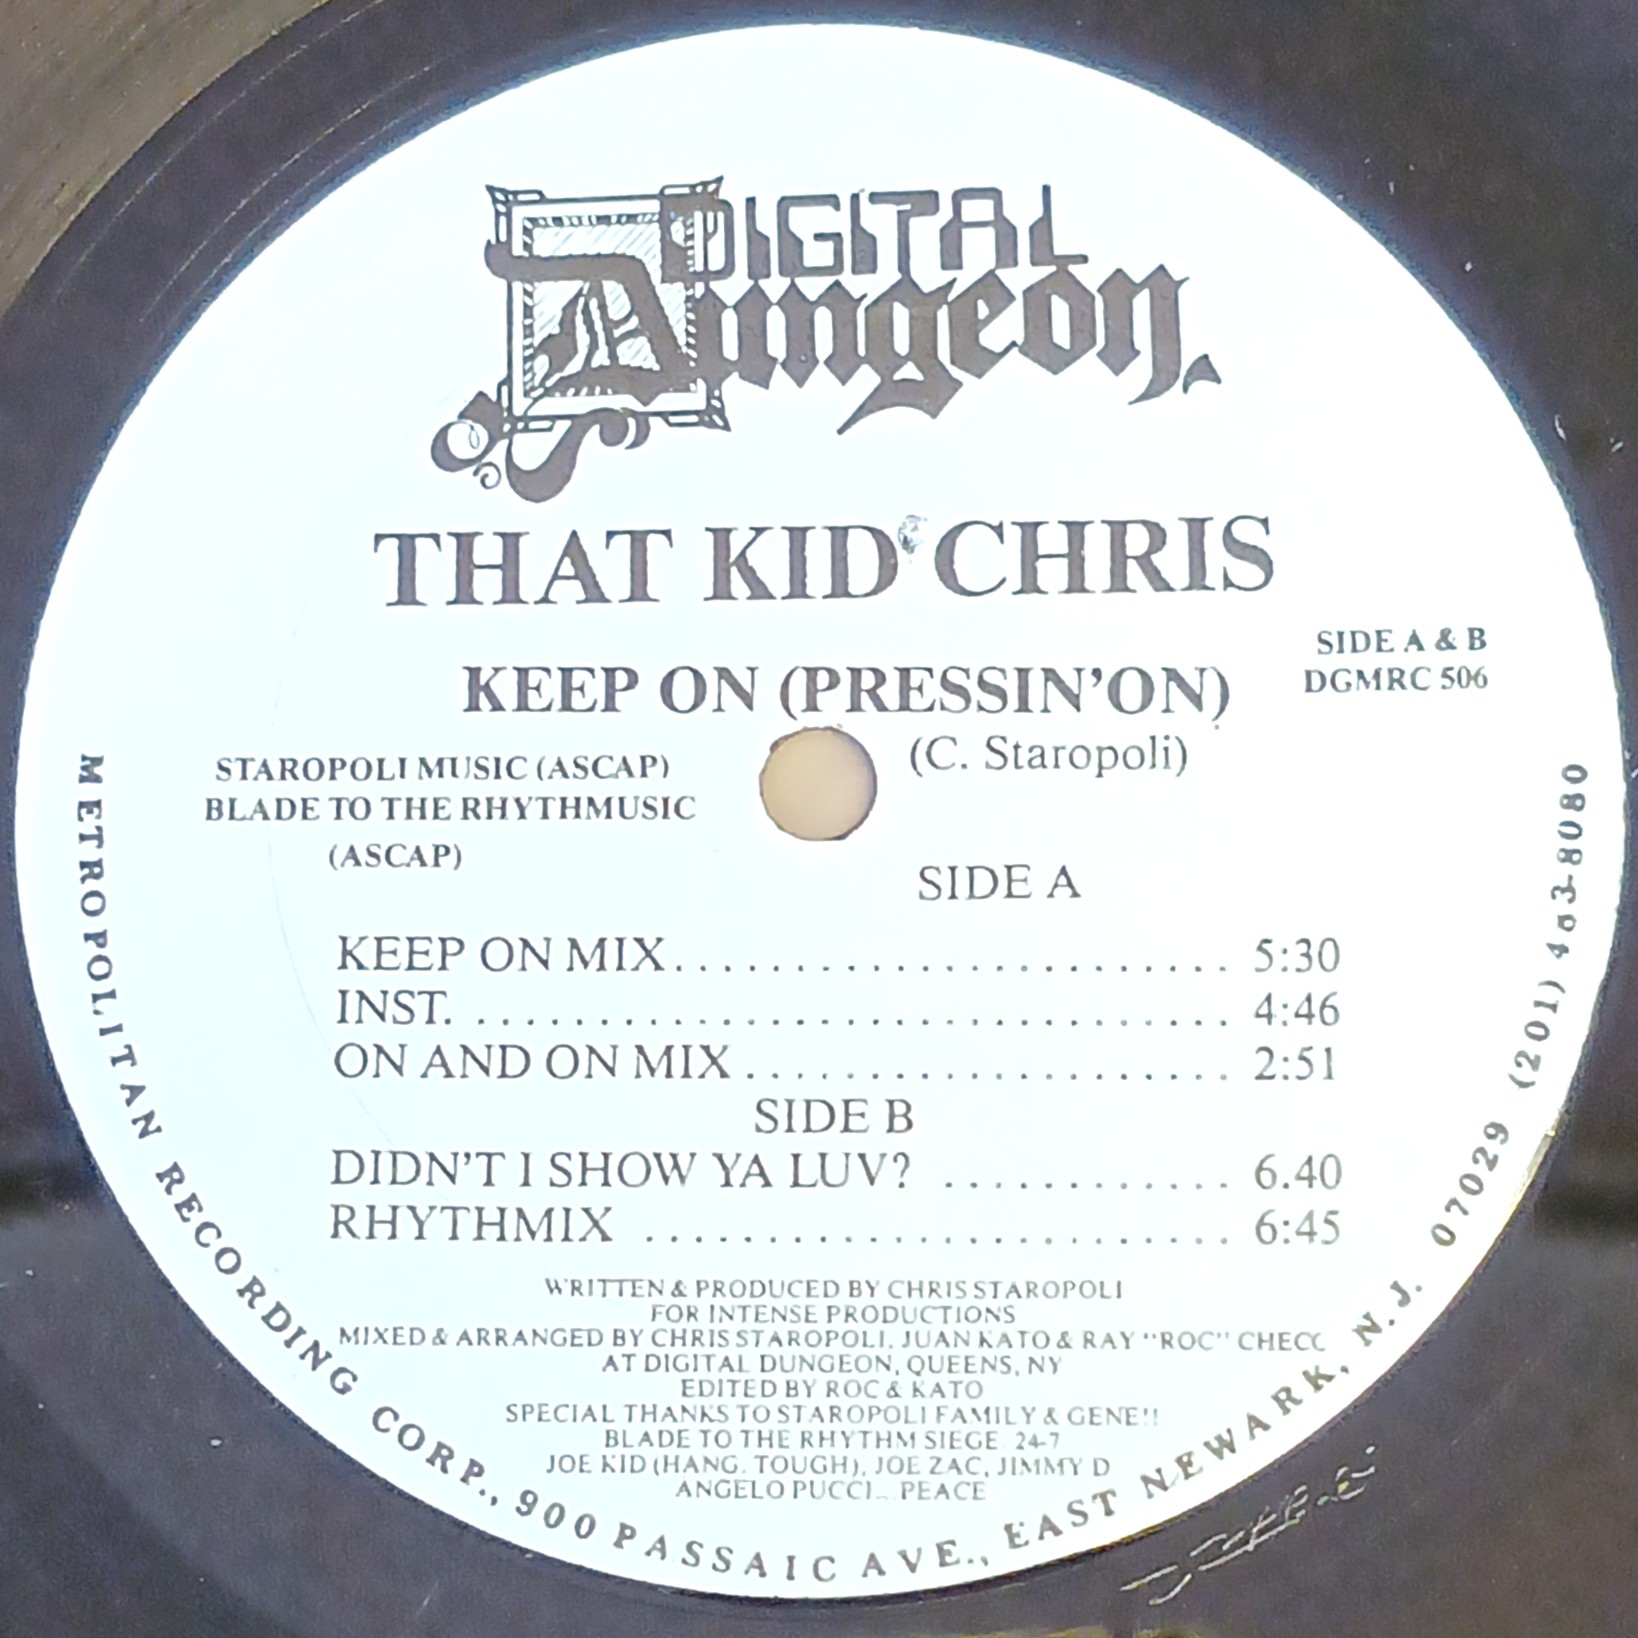 DIGITAL
Dungeon
THAT KID CHRIS
SIDE A & B
KEEP ON (PRESSIN'ON)
DGMRC 506
(C. Staropoli)
STAROPOLI MUSIC (ASCAP)
BLADE TO THE RHYTHMUSIC
(ASCAP)
SIDE A
KEEP ON MIX. . . . . . . . . . . . . . . . . . . . . . . . 5:30
INST. . . . . . . . . . . . . . . . . . . . . . . . . . . . . . . 4:46
ON AND ON MIX . . . . . . . . . . . . . . . . . . . . 2:51
SIDE B
DIDN'T I SHOW YA LUV? . . . . . . . . . . . . 6.40
RHYTHMIX . . . . . . . . . . . . . . . . . . . . . . . . 6:45
WRITTEN & PRODUCED BY CHRIS STAROPOLI
FOR INTENSE PRODUCTIONS
MIXED & ARRANGED BY CHRIS STAROPOLI, JUAN KATO & RAY "ROC" CHECC
AT DIGITAL DUNGEON, QUEENS, NY
EDITED BY ROC & KATO
SPECIAL THANKS TO STAROPOLI FAMILY & GENE!!
BLADE TO THE RHYTHM SIEGE 24-7
JOE KID (HANG. TOUGH), JOE ZAC, JIMMY D
ANGELO PUCCI... PEACE
METROPOLITAN RECORDING CORP., 900 PASSAIC AVE., EAST NEWARK, N.J. 07029 (201)